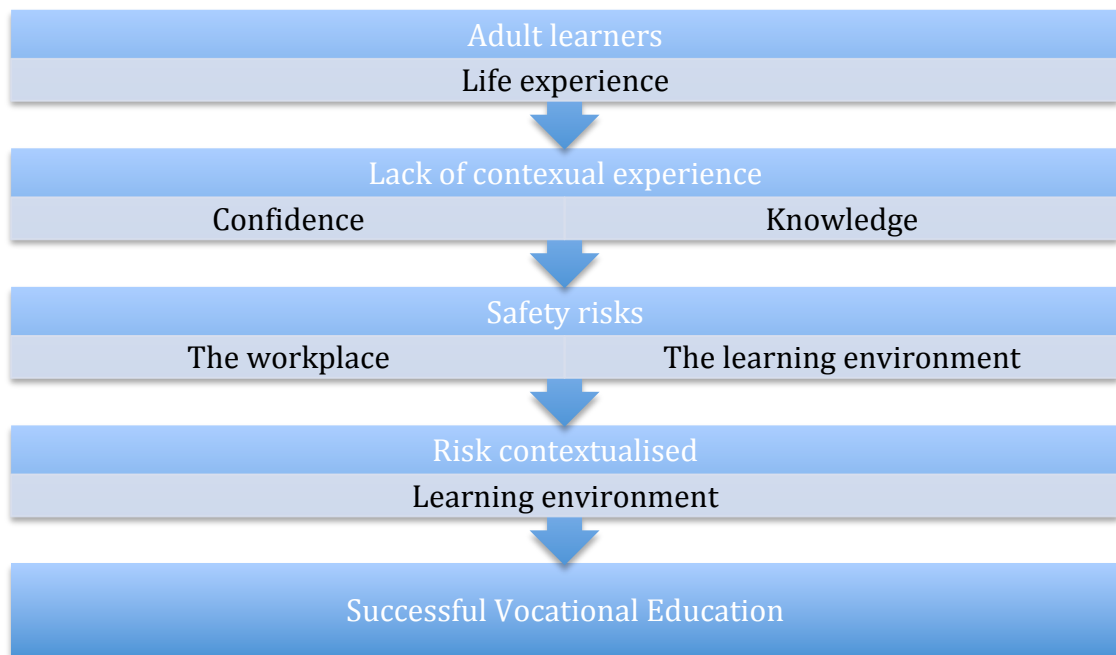 Adult learners
Life experience
Lack of contexual experience
Confidence
Knowledge
Safety risks
The workplace
The learning environment
Risk contextualised
Learning environment
Successful Vocational Education